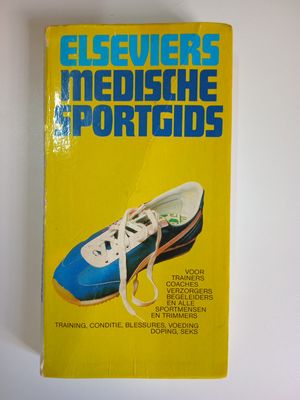 ELSEVIERS
MEDISCHE
SPORTGIDS
VOOR
TRAINERS
COACHES
VERZORGERS
BEGELEIDERS
EN ALLE
SPORTMENSEN
EN TRIMMERS
TRAINING, CONDITIE, BLESSURES, VOEDING
DOPING, SEKS